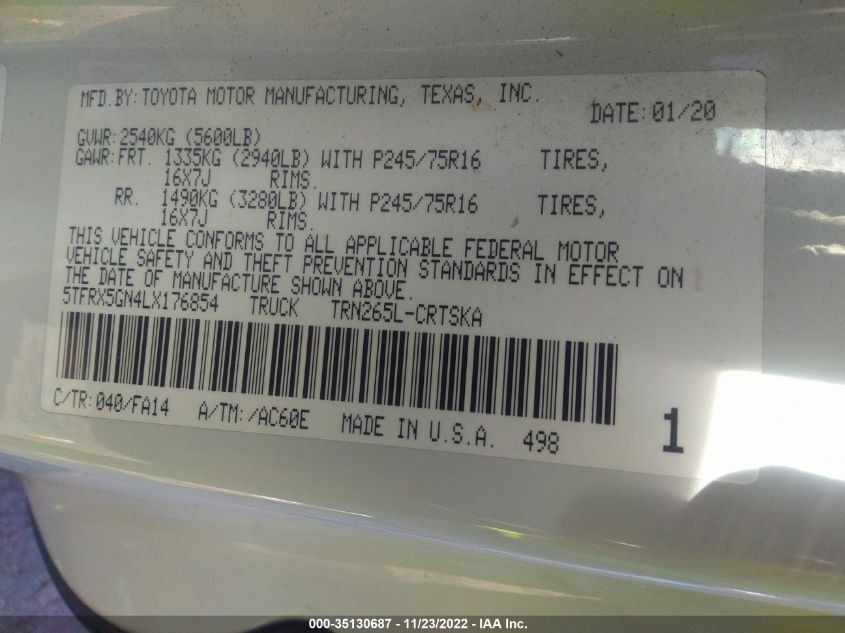 MFD.BY:TOYOTA MOTOR MANUFACTURING, TEXAS, INC.
DATE:01/20
GVWR:2540KG (5600LB)
GAWR:FRT. 1335KG (2940LB) WITH P245/75R16 TIRES,
16X7J RIMS.
RR. 1490KG (3280LB) WITH P245/75R16 TIRES,
16X7J RIMS.
THIS VEHICLE CONFORMS TO ALL APPLICABLE FEDERAL MOTOR
VEHICLE SAFETY AND THEFT PREVENTION STANDARDS IN EFFECT ON
THE DATE OF MANUFACTURE SHOWN ABOVE.
5TFRX5GN4LX176854 TRUCK TRN265L-CRTSKA
C/TR:040/FA14 A/TM:/AC60E MADE IN U.S.A. 498 1
000-35130687 - 11/23/2022 - IAA Inc.